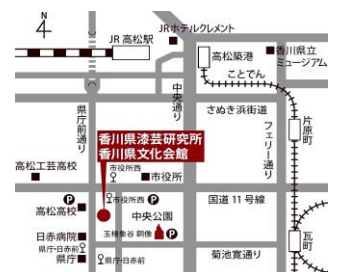 N
JR 高松駅
JRホテルクレメント
高松築港
香川県立
ミュージアム
ことでん
県庁前通り
中央通り
さぬき浜街道
フェリー通り
片原町
香川県漆芸研究所
香川県文化会館
高松工芸高校
市役所西
市役所
P
市役所西
P
国道 11 号線
高松高校
中央公園
日赤病院
玉楮象谷 銅像
P
瓦町
県庁・日赤前
菊池寛通り
県庁
県庁・日赤前